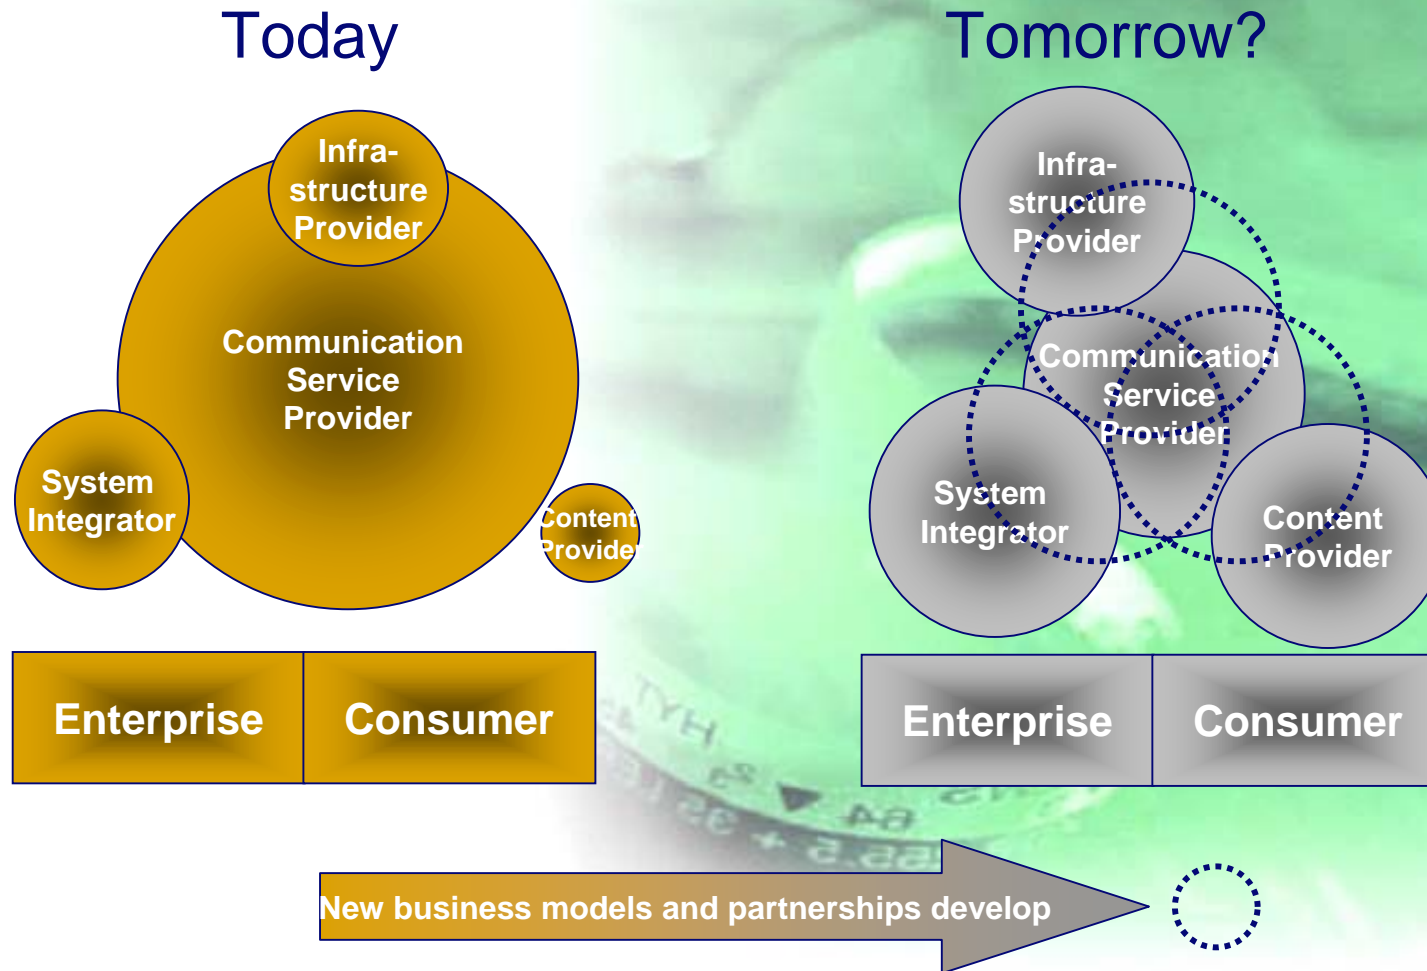 Today
Infra-
structure
Provider
Communication
Service
Provider
System
Integrator
Content
Provider
Enterprise
Consumer
Tomorrow?
Infra-
structure
Provider
Communication
Service
Provider
System
Integrator
Content
Provider
Enterprise
Consumer
New business models and partnerships develop